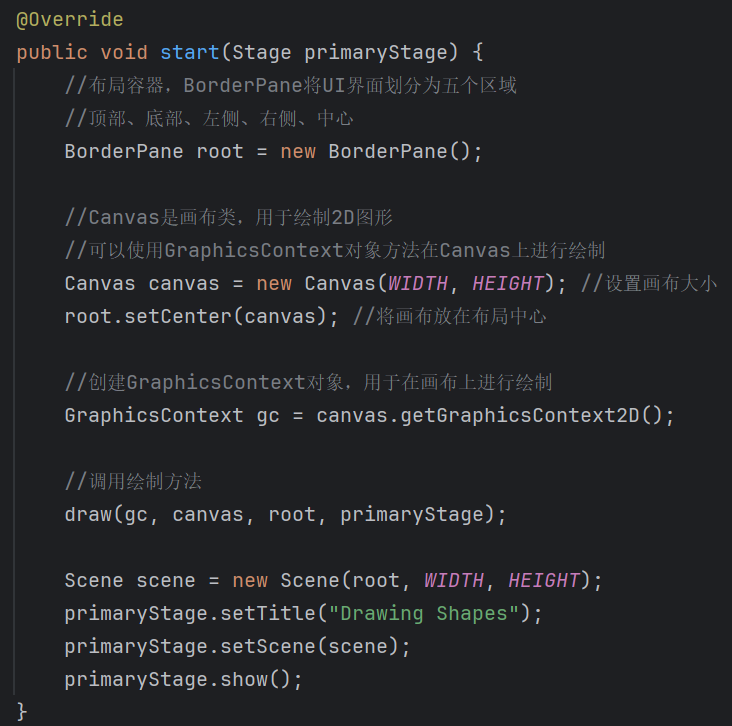 @Override
public void start(Stage primaryStage) {
//布局容器，BorderPane将UI界面划分为五个区域
//顶部、底部、左侧、右侧、中心
BorderPane root = new BorderPane();
//Canvas是画布类，用于绘制2D图形
//可以使用GraphicsContext对象方法在Canvas上进行绘制
Canvas canvas = new Canvas(WIDTH, HEIGHT); //设置画布大小
root.setCenter(canvas); //将画布放在布局中心
//创建GraphicsContext对象，用于在画布上进行绘制
GraphicsContext gc = canvas.getGraphicsContext2D();
//调用绘制方法
draw(gc, canvas, root, primaryStage);
Scene scene = new Scene(root, WIDTH, HEIGHT);
primaryStage.setTitle("Drawing Shapes");
primaryStage.setScene(scene);
primaryStage.show();
}